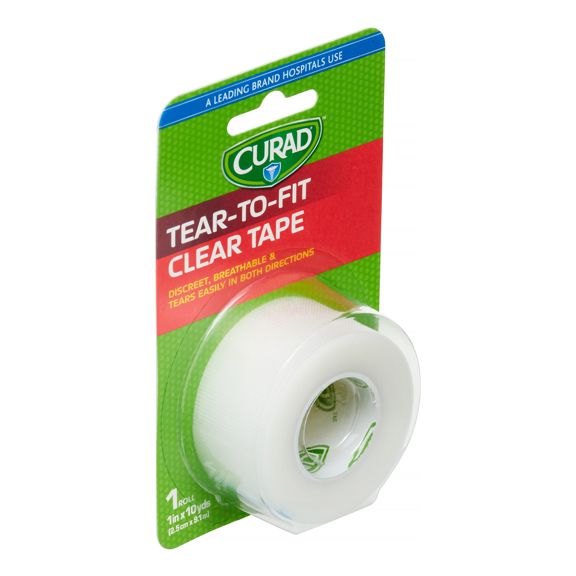 A LEADING BRAND HOSPITALS USE
CURAD™
TEAR-TO-FIT
CLEAR TAPE
DISCREET, BREATHABLE &
TEARS EASILY IN BOTH DIRECTIONS
1 ROLL
1in x 10yds
(2.5cm x 9.1m)